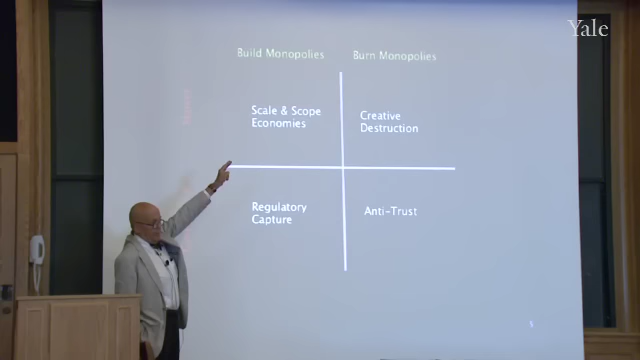 Yale
Build Monopolies
Burn Monopolies
Scale & Scope
Economies
Creative
Destruction
Regulatory
Capture
Anti-Trust